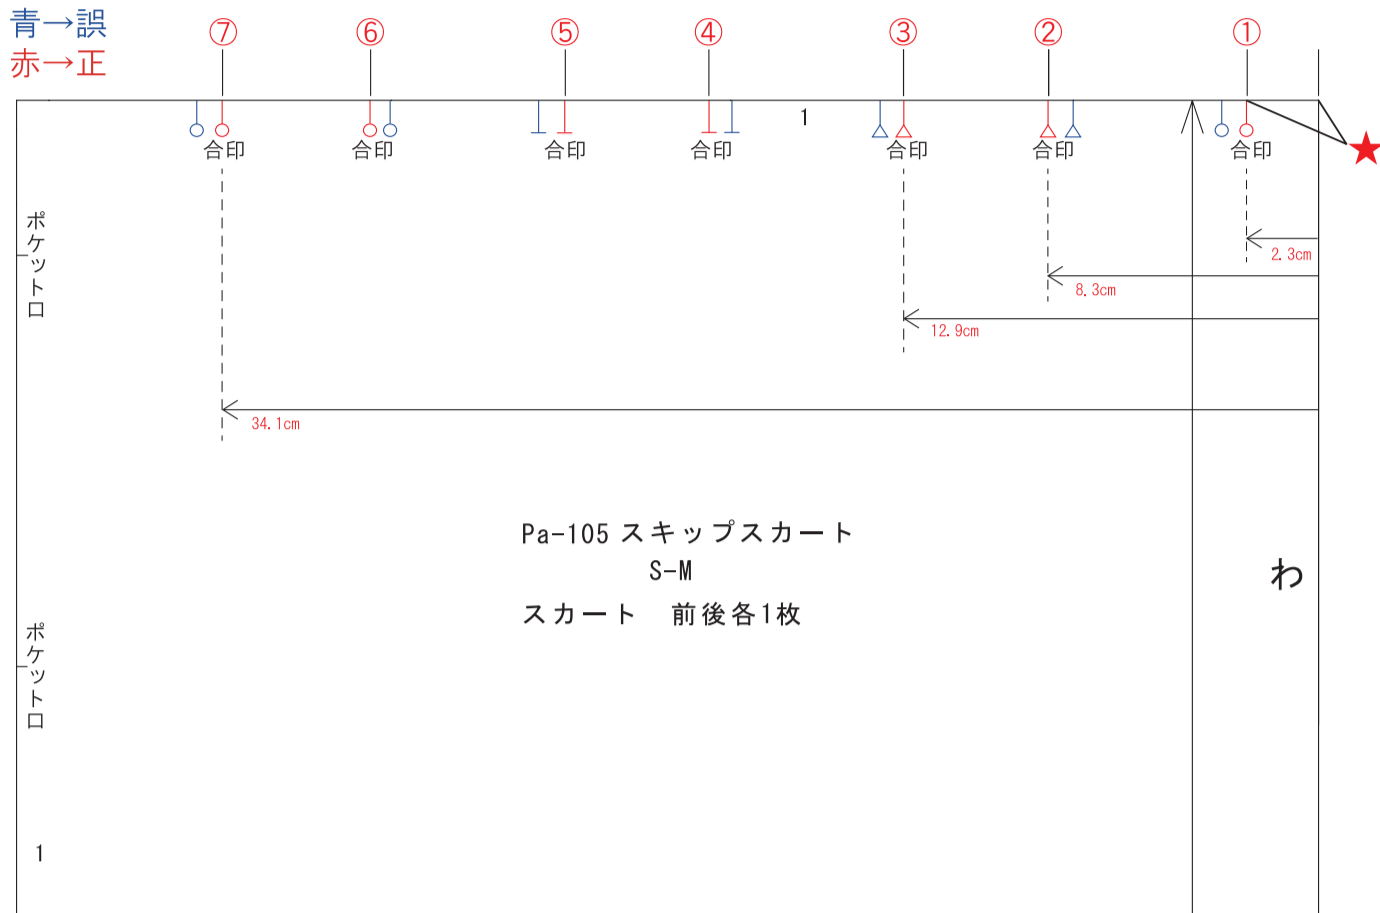 青→誤
赤→正
⑦ ⑥ ⑤ ④ ③ ② ①
1
合印 合印 合印 合印 合印 合印 合印
★
ポケット口
2.3cm
8.3cm
12.9cm
34.1cm
Pa-105 スキップスカート
S-M
スカート 前後各1枚
わ
ポケット口
1